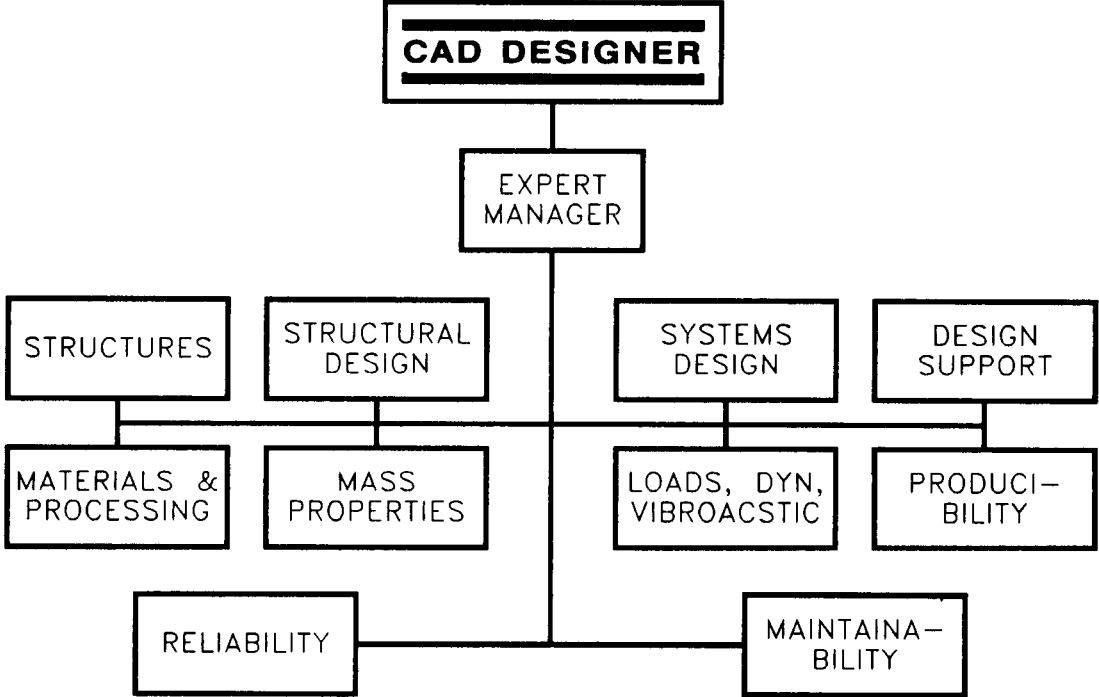 CAD DESIGNER
EXPERT
MANAGER
STRUCTURES
STRUCTURAL
DESIGN
SYSTEMS
DESIGN
DESIGN
SUPPORT
MATERIALS &
PROCESSING
MASS
PROPERTIES
LOADS, DYN,
VIBROACSTIC
PRODUCI-
BILITY
RELIABILITY
MAINTAINA-
BILITY